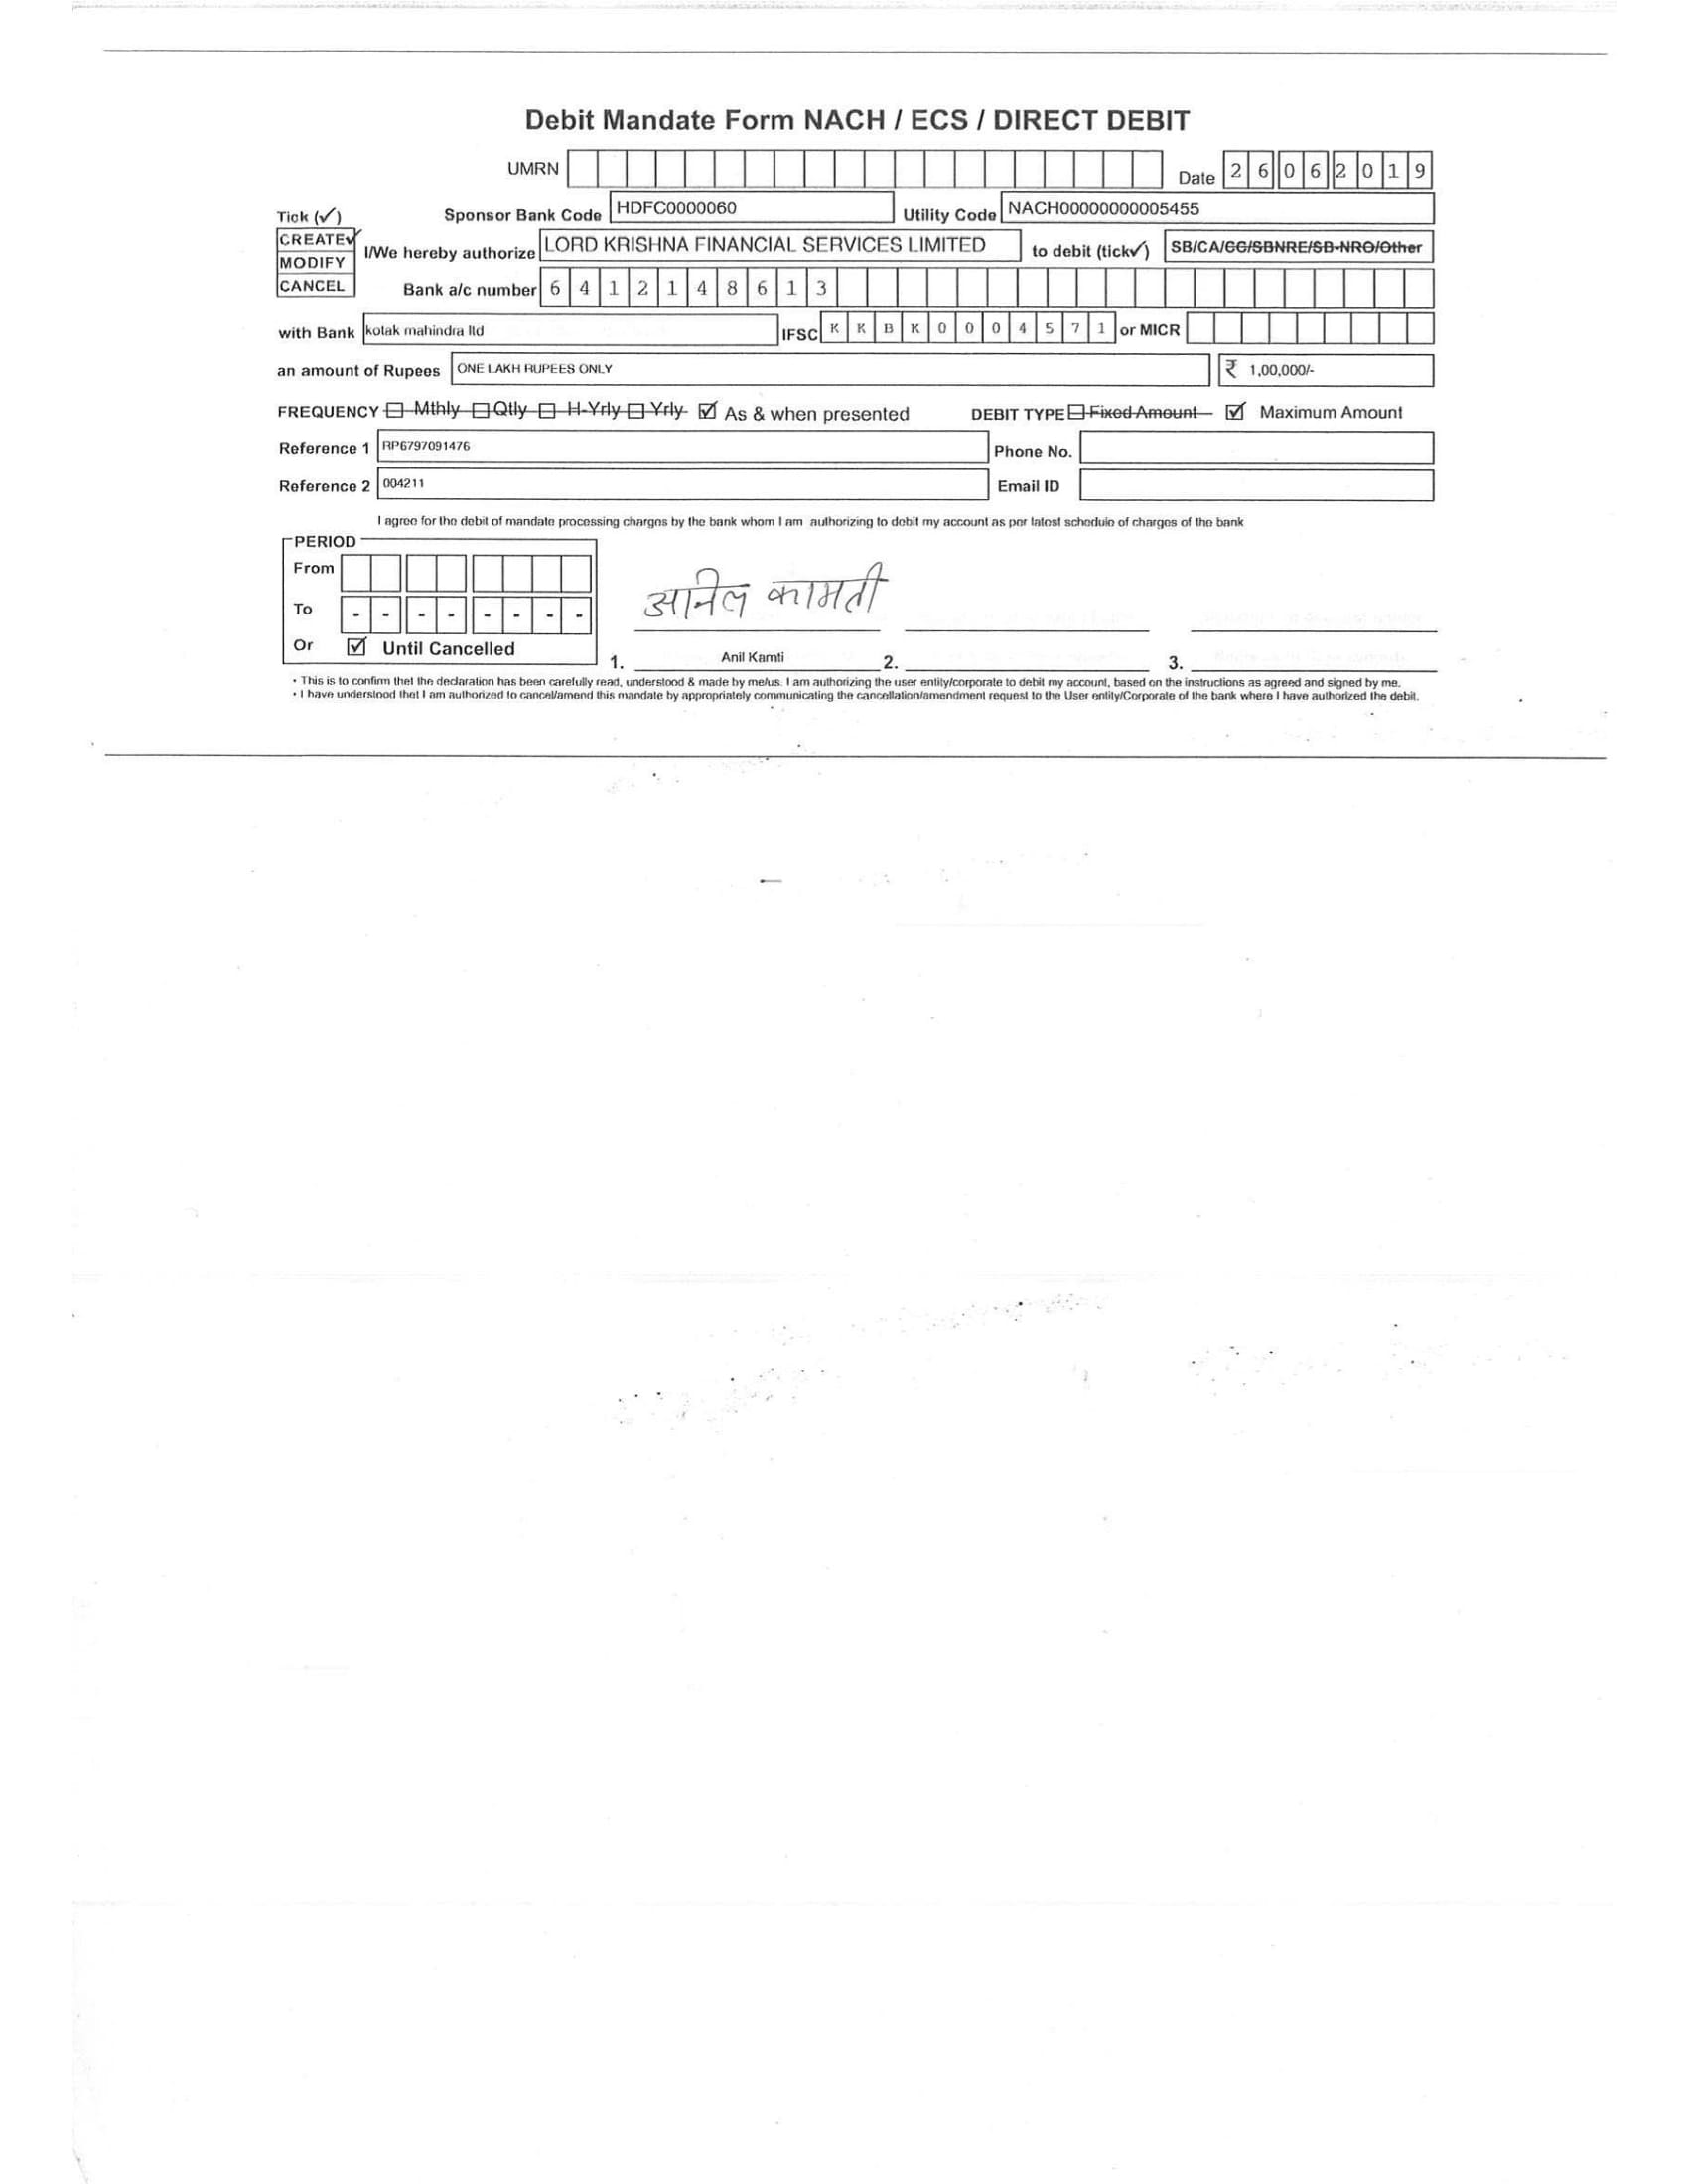 Debit Mandate Form NACH / ECS / DIRECT DEBIT
UMRN Date 2 6 0 6 2 0 1 9
Tick (✓) Sponsor Bank Code HDFC0000060 Utility Code NACH00000000005455
CREATE✓ I/We hereby authorize LORD KRISHNA FINANCIAL SERVICES LIMITED to debit (tick✓) SB/CA/CC/SBNRE/SB-NRO/Other
MODIFY
CANCEL Bank a/c number 6 4 1 2 1 4 8 6 1 3
with Bank kotak mahindra ltd IFSC K K B K 0 0 0 4 5 7 1 or MICR
an amount of Rupees ONE LAKH RUPEES ONLY ₹ 1,00,000/-
FREQUENCY ☐ Mthly ☐ Qtly ☐ H-Yrly ☐ Yrly ☑ As & when presented DEBIT TYPE ☐ Fixed Amount ☑ Maximum Amount
Reference 1 RP6797091476 Phone No.
Reference 2 004211 Email ID
I agree for the debit of mandate processing charges by the bank whom I am authorizing to debit my account as per latest schedule of charges of the bank
PERIOD
From
To - - - - - - - -
अनिल कामती
Or ☑ Until Cancelled
1. Anil Kamti 2. 3.
• This is to confirm that the declaration has been carefully read, understood & made by me/us. I am authorizing the user entity/corporate to debit my account, based on the instructions as agreed and signed by me.
• I have understood that I am authorized to cancel/amend this mandate by appropriately communicating the cancellation/amendment request to the User entity/Corporate of the bank where I have authorized the debit.